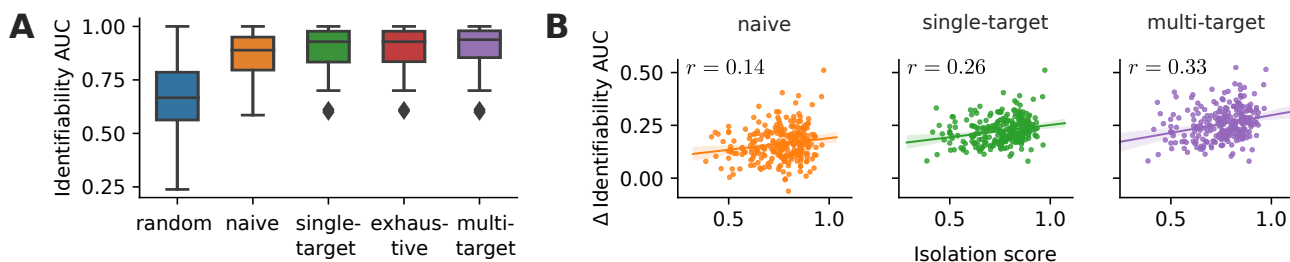 A
Identifiability AUC
1.00
0.75
0.50
0.25
random
naive
single-
target
exhaus-
tive
multi-
target
B
Δ Identifiability AUC
0.50
0.25
0.00
naive
r = 0.14
0.5
1.0
single-target
r = 0.26
0.5
1.0
multi-target
r = 0.33
0.5
1.0
Isolation score